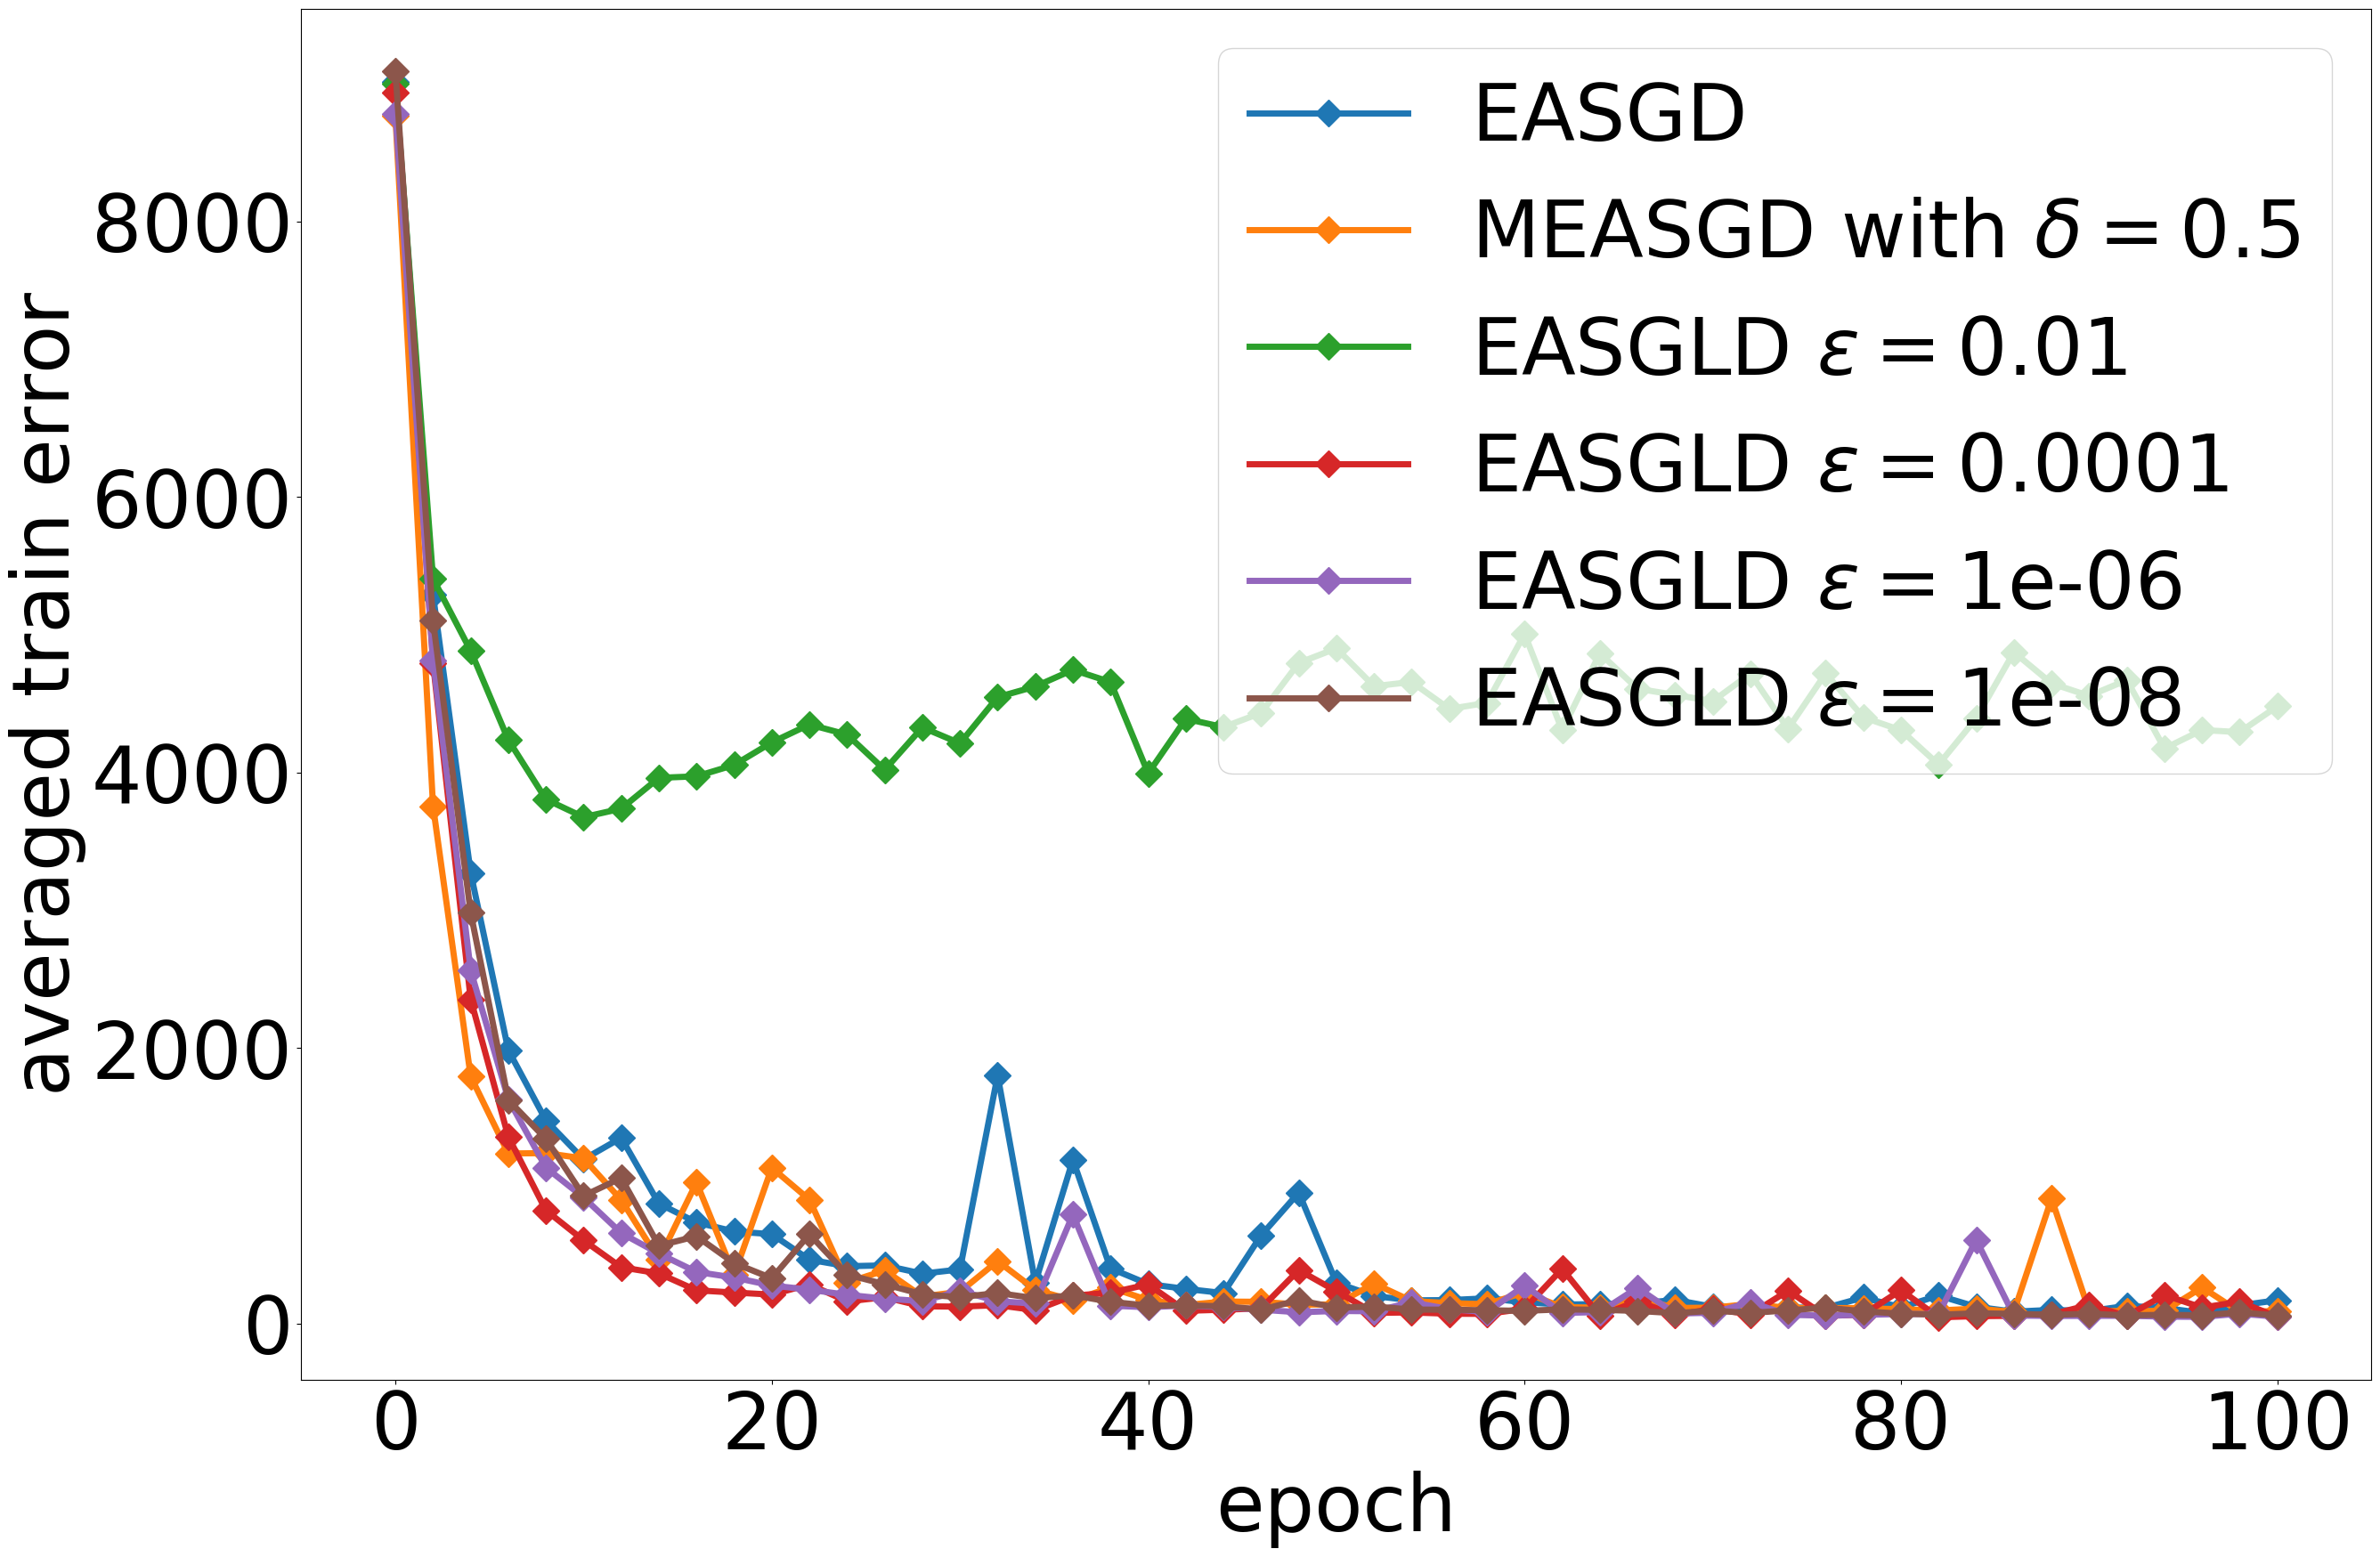 averaged train error
8000
6000
4000
2000
0
EASGD
MEASGD with δ = 0.5
EASGLD ε = 0.01
EASGLD ε = 0.0001
EASGLD ε = 1e-06
EASGLD ε = 1e-08
0 20 40 60 80 100
epoch